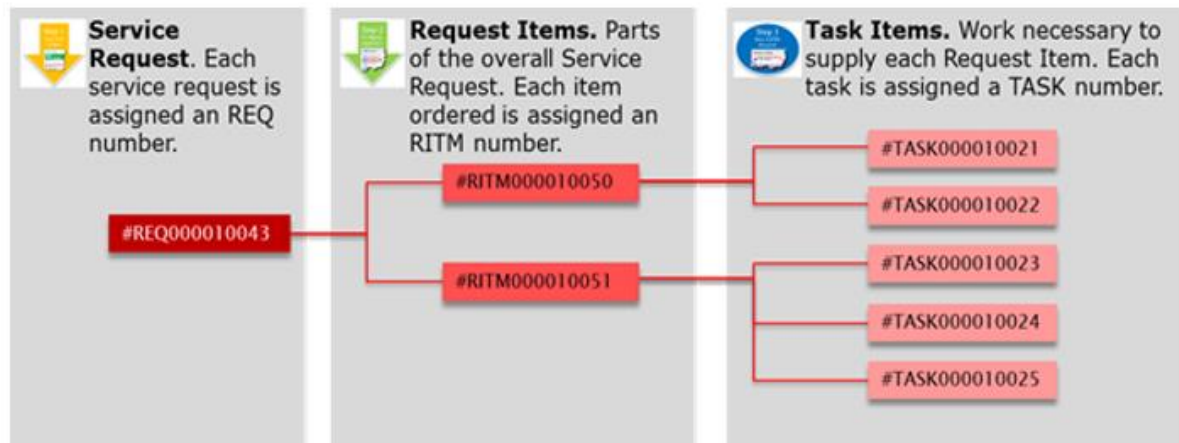 Service
Request. Each
service request is
assigned an REQ
number.
Request Items. Parts
of the overall Service
Request. Each item
ordered is assigned an
RITM number.
Step 3
Task Items. Work necessary to
supply each Request Item. Each
task is assigned a TASK number.
#REQ000010043
#RITM000010050
#RITM000010051
#TASK000010021
#TASK000010022
#TASK000010023
#TASK000010024
#TASK000010025